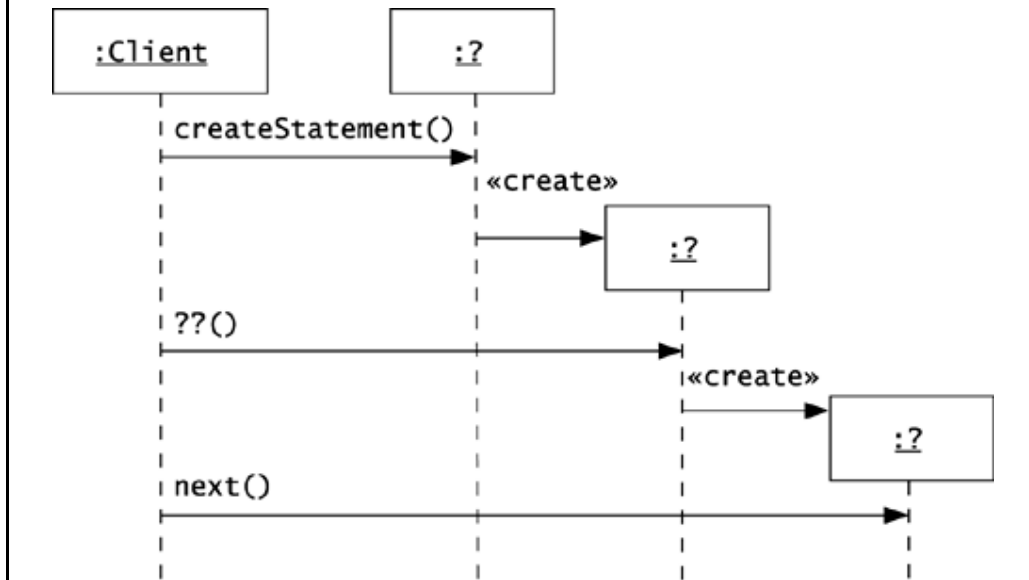 :Client
:?
createStatement()
«create»
:?
??()
«create»
:?
next()